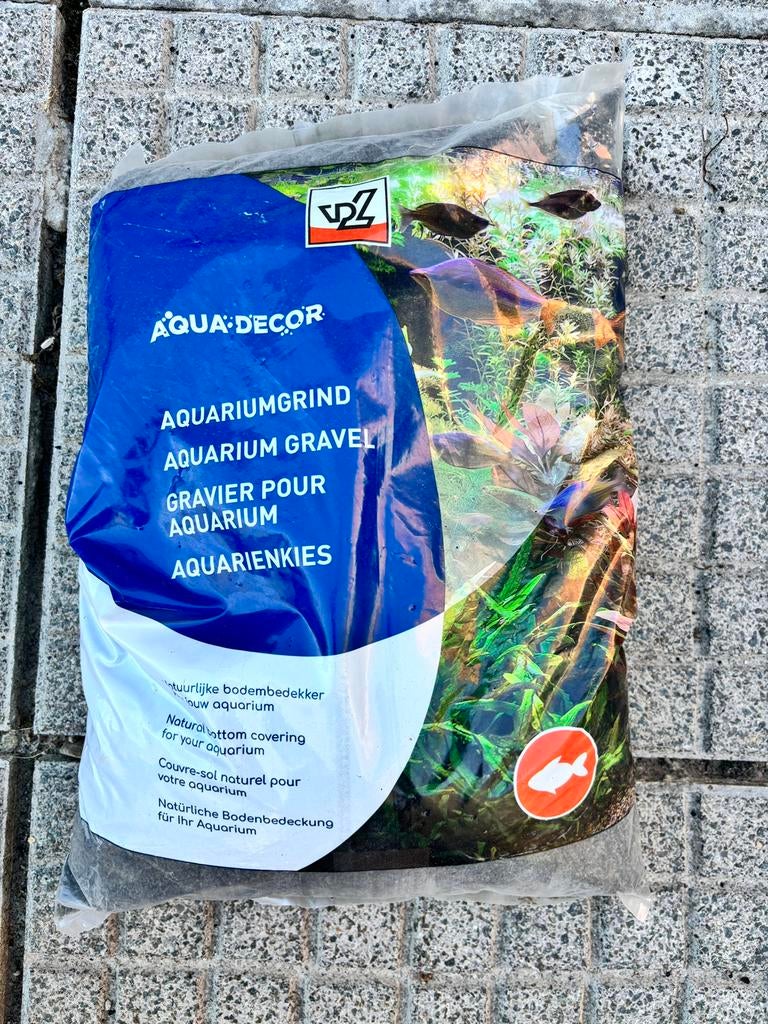 VDZ
AQUA·DECOR
AQUARIUMGRIND
AQUARIUM GRAVEL
GRAVIER POUR
AQUARIUM
AQUARIENKIES
bodembedekker
aquarium
Natural bottom covering
for your aquarium
Couvre-sol naturel pour
votre aquarium
Natürliche Bodenbedeckung
für Ihr Aquarium